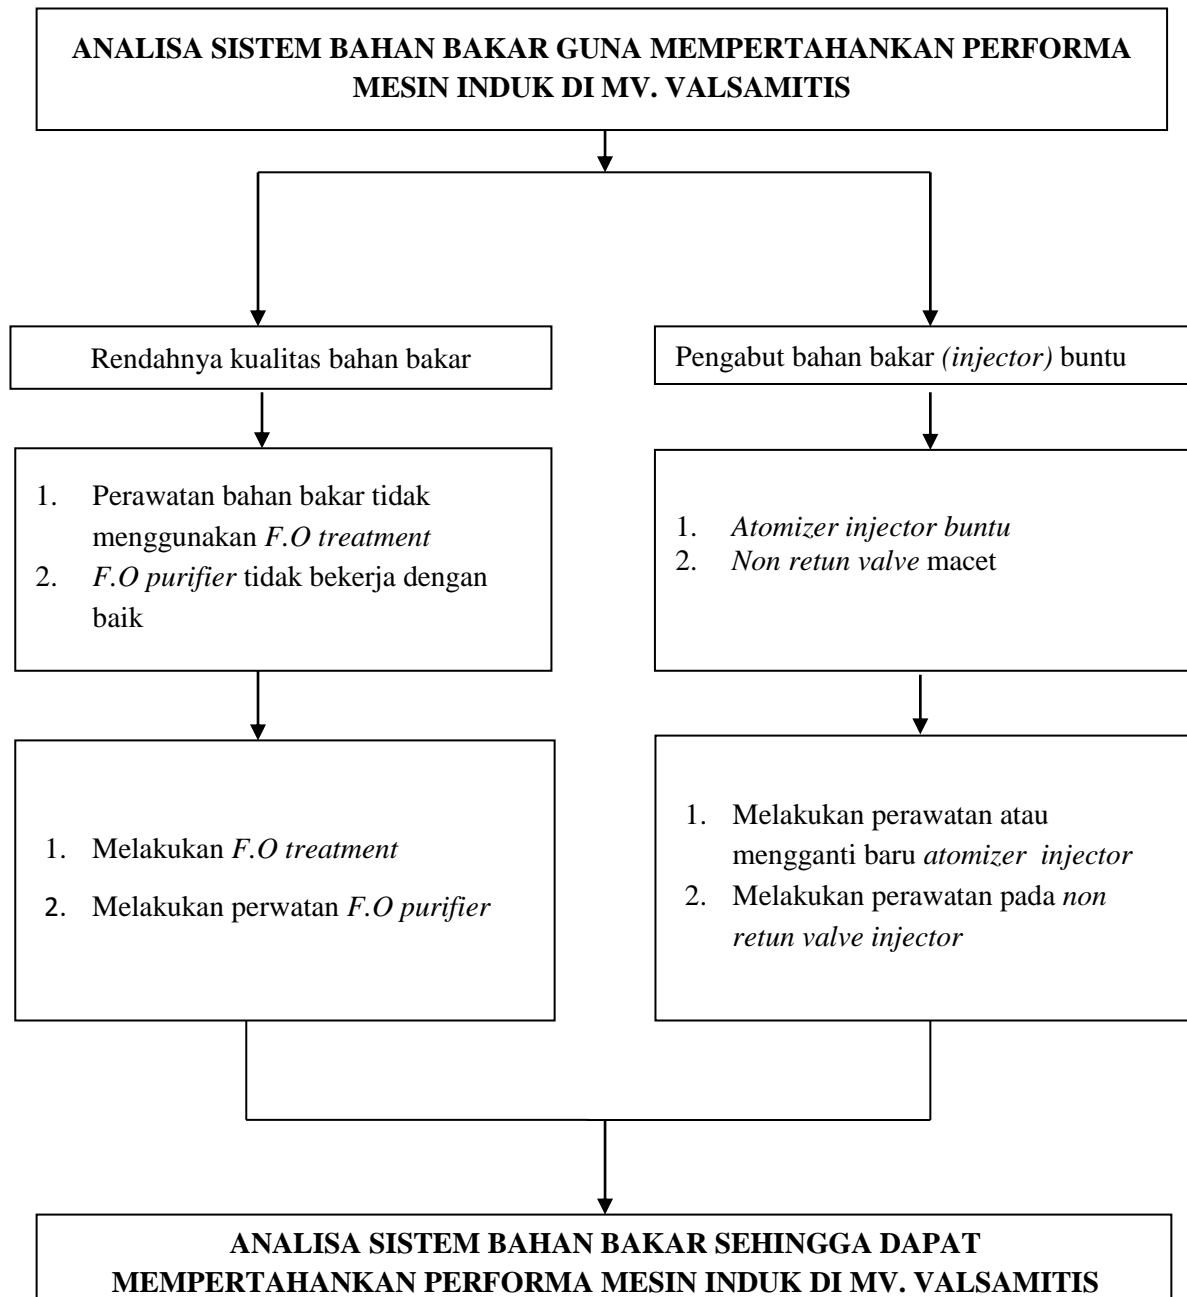 ANALISA SISTEM BAHAN BAKAR GUNA MEMPERTAHANKAN PERFORMA
MESIN INDUK DI MV. VALSAMITIS
Rendahnya kualitas bahan bakar
Pengabut bahan bakar (injector) buntu
1. Perawatan bahan bakar tidak
menggunakan F.O treatment
2. F.O purifier tidak bekerja dengan
baik
1. Atomizer injector buntu
2. Non retun valve macet
1. Melakukan F.O treatment
2. Melakukan perwatan F.O purifier
1. Melakukan perawatan atau
mengganti baru atomizer injector
2. Melakukan perawatan pada non
retun valve injector
ANALISA SISTEM BAHAN BAKAR SEHINGGA DAPAT
MEMPERTAHANKAN PERFORMA MESIN INDUK DI MV. VALSAMITIS